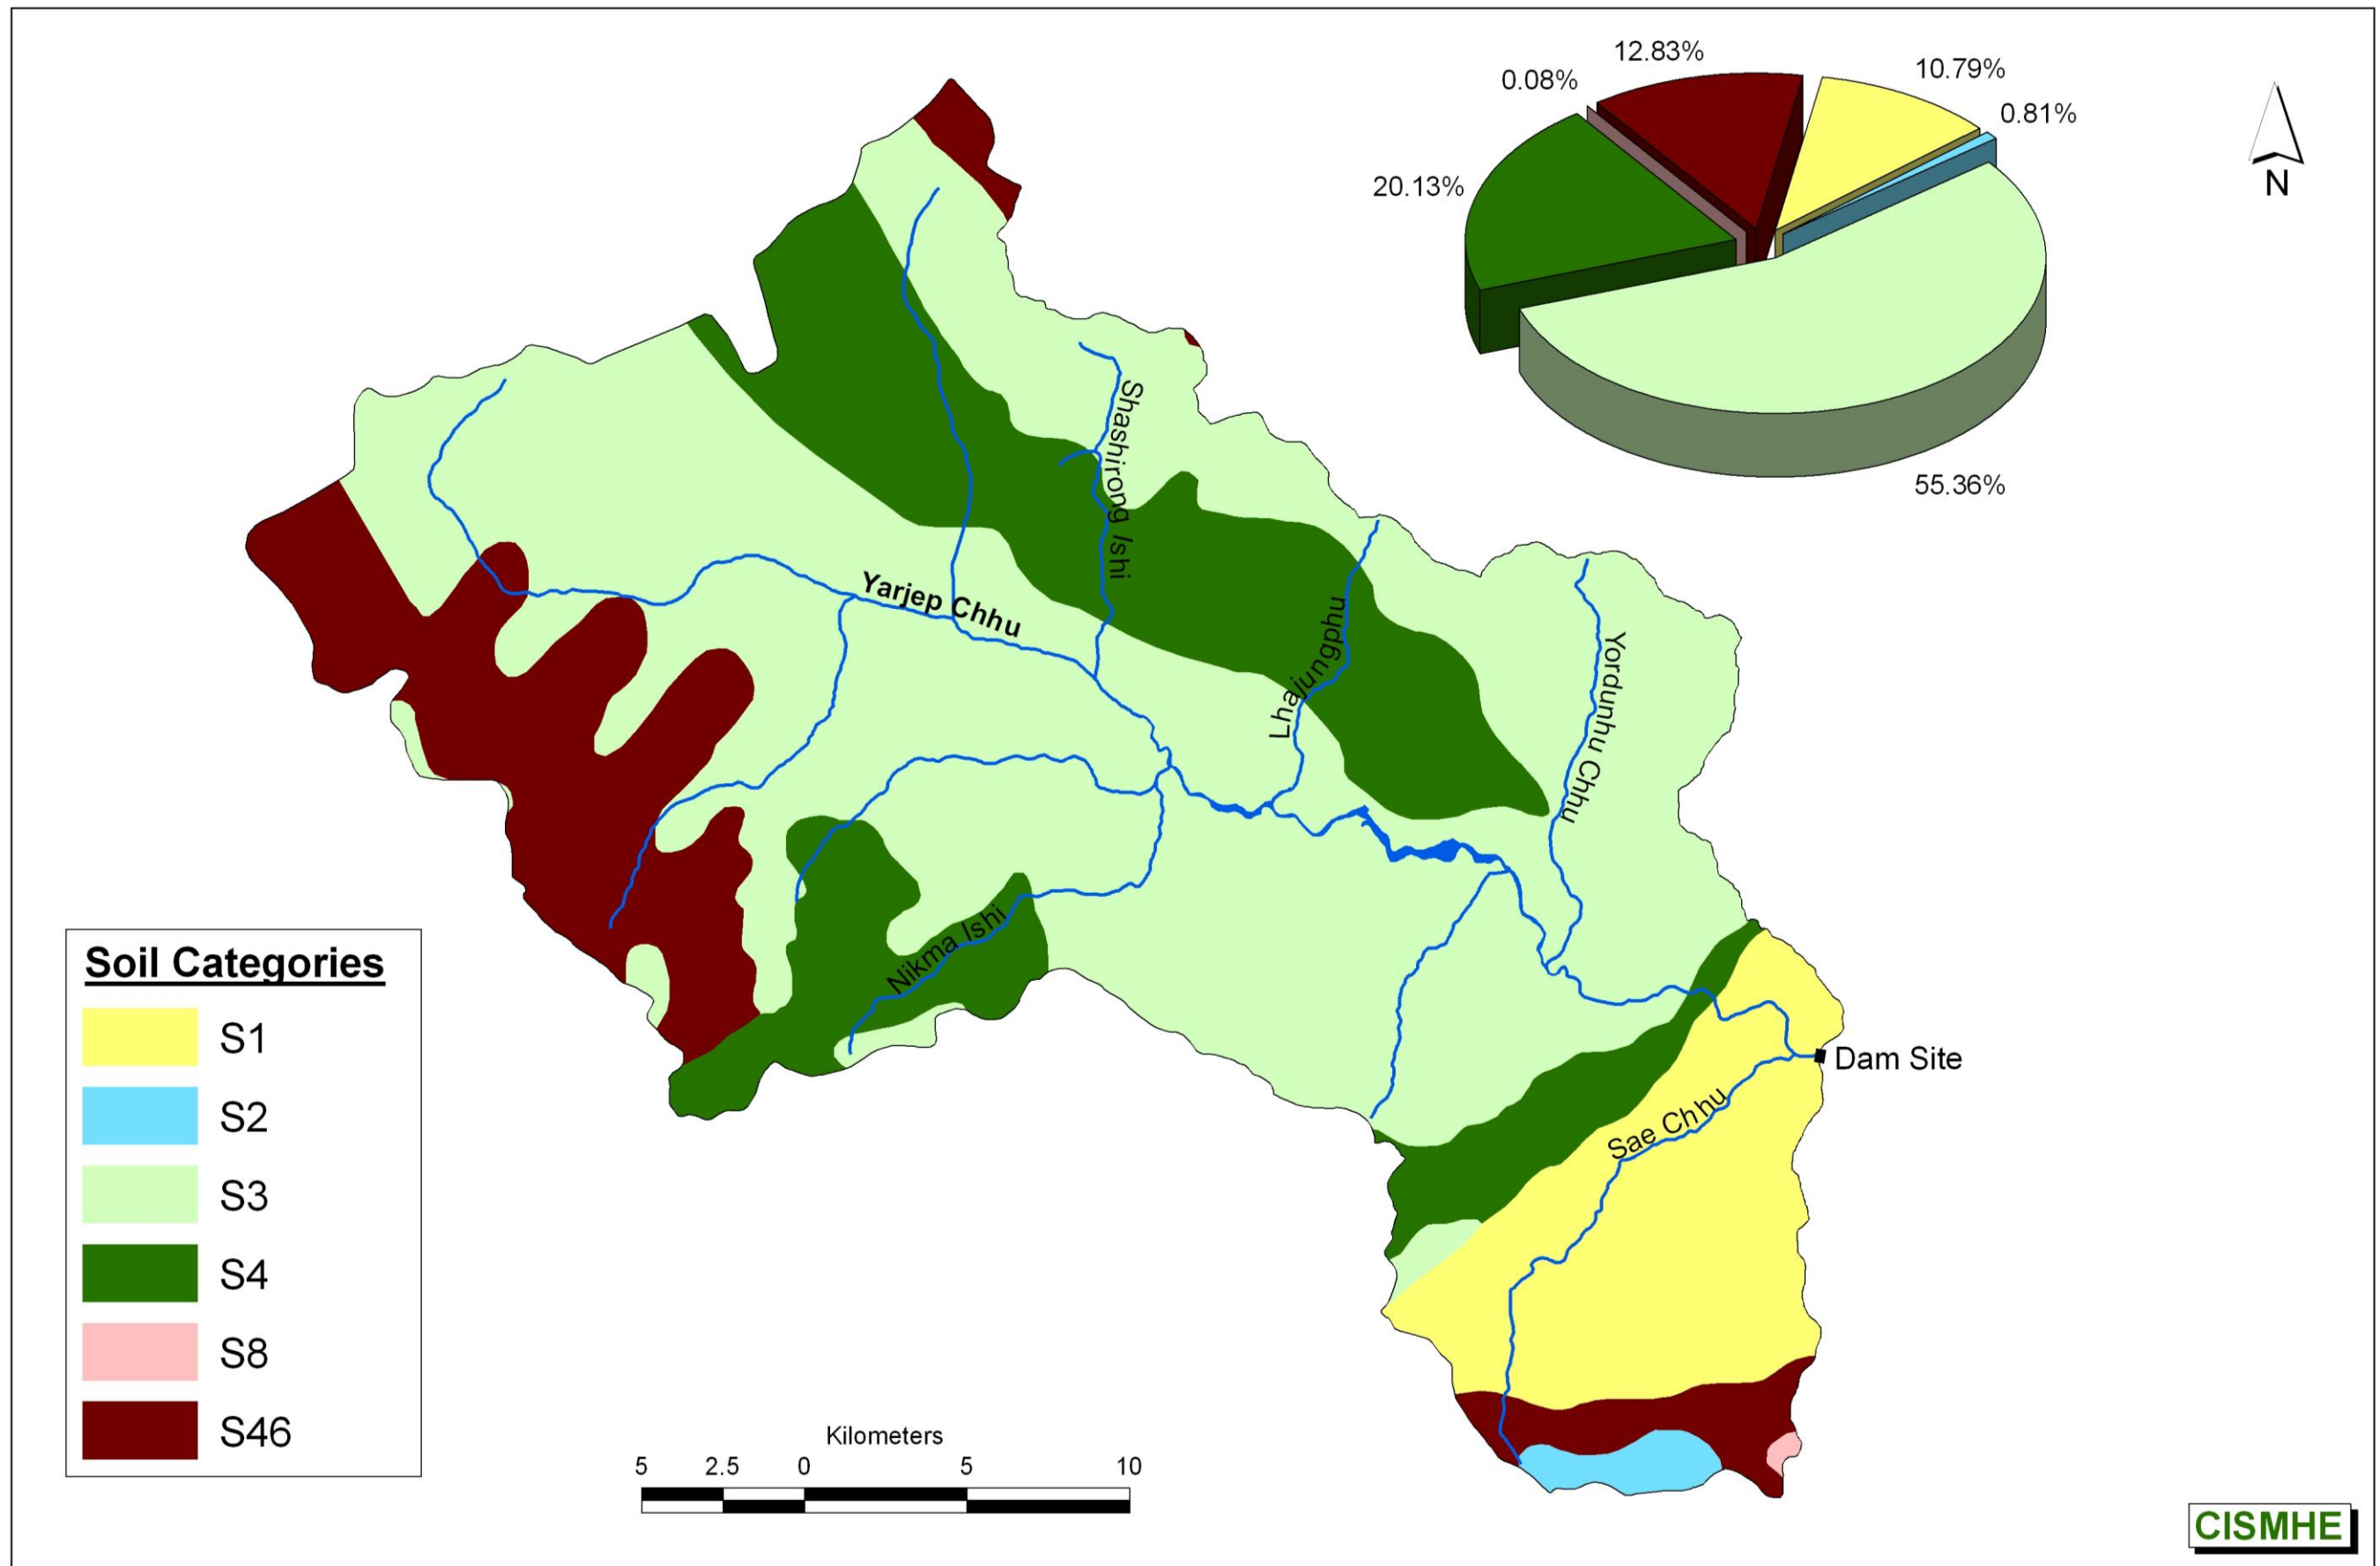 12.83%
10.79%
0.08%
0.81%
20.13%
55.36%
N
Shashirong Ishi
Yarjep Chhu
Lhajungphu
Yordunhu Chhu
Nikma Ishi
Dam Site
Sae Chhu
Soil Categories
S1
S2
S3
S4
S8
S46
Kilometers
5 2.5 0 5 10
CISMHE